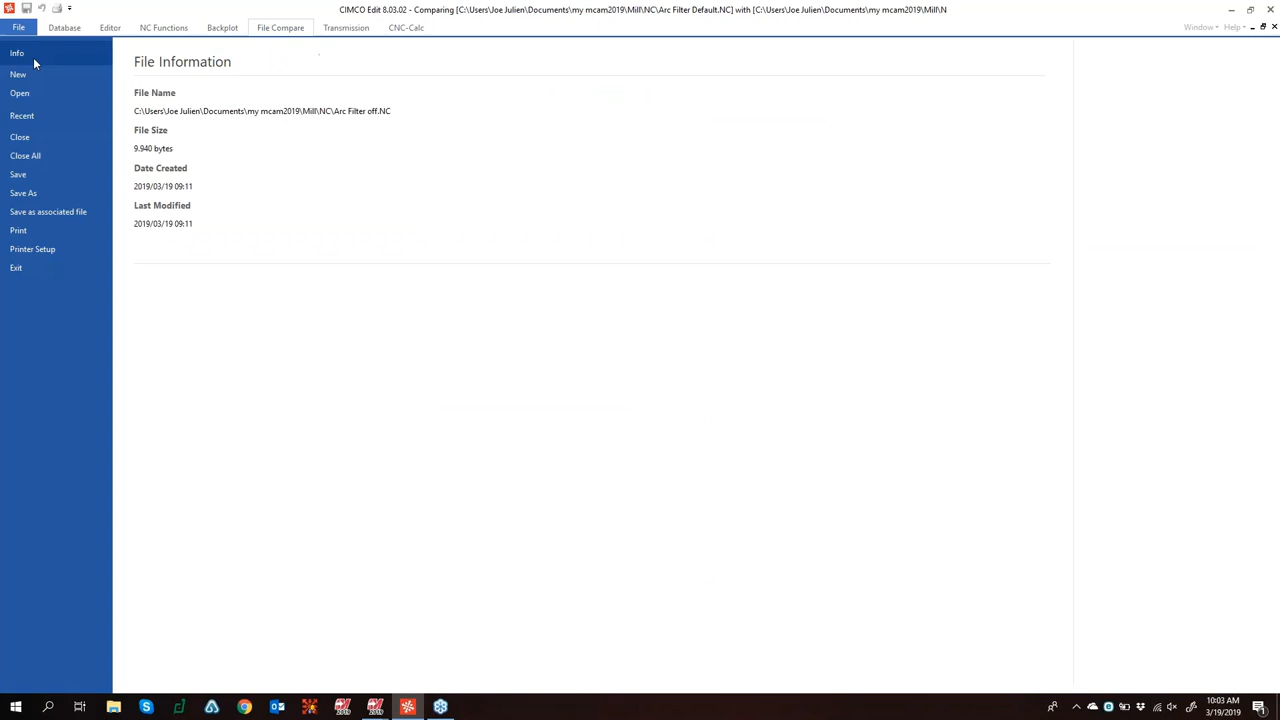 CIMCO Edit 8.03.02 - Comparing [C:\Users\Joe Julien\Documents\my mcam2019\Mill\NC\Arc Filter Default.NC] with [C:\Users\Joe Julien\Documents\my mcam2019\Mill\N
File Database Editor NC Functions Backplot File Compare Transmission CNC-Calc Window Help
Info
New
Open
Recent
Close
Close All
Save
Save As
Save as associated file
Print
Printer Setup
Exit
File Information
File Name
C:\Users\Joe Julien\Documents\my mcam2019\Mill\NC\Arc Filter off.NC
File Size
9.940 bytes
Date Created
2019/03/19 09:11
Last Modified
2019/03/19 09:11
10:03 AM
3/19/2019